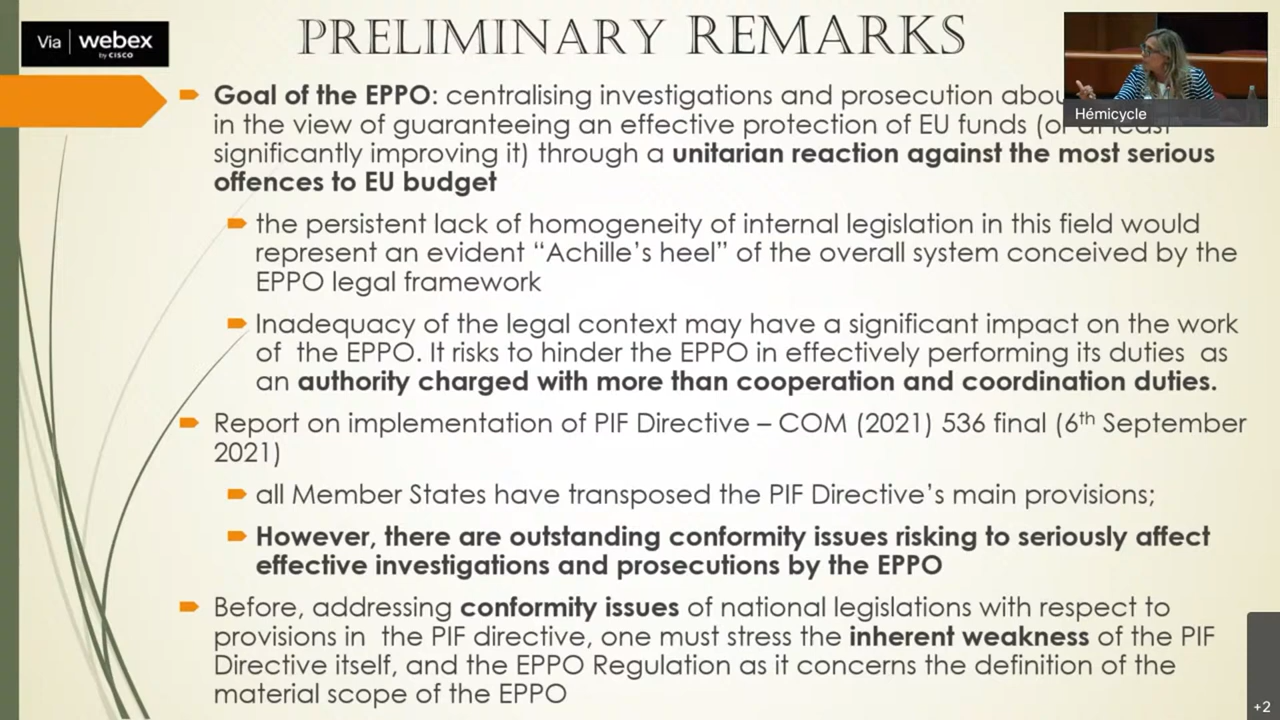 Via | webex
by CISCO
PRELIMINARY REMARKS
Hémicycle
Goal of the EPPO: centralising investigations and prosecution
in the view of guaranteeing an effective protection of EU funds (or at least
significantly improving it) through a unitarian reaction against the most serious
offences to EU budget
the persistent lack of homogeneity of internal legislation in this field would
represent an evident “Achille’s heel” of the overall system conceived by the
EPPO legal framework
Inadequacy of the legal context may have a significant impact on the work
of the EPPO. It risks to hinder the EPPO in effectively performing its duties as
an authority charged with more than cooperation and coordination duties.
Report on implementation of PIF Directive – COM (2021) 536 final (6th September
2021)
all Member States have transposed the PIF Directive’s main provisions;
However, there are outstanding conformity issues risking to seriously affect
effective investigations and prosecutions by the EPPO
Before, addressing conformity issues of national legislations with respect to
provisions in the PIF directive, one must stress the inherent weakness of the PIF
Directive itself, and the EPPO Regulation as it concerns the definition of the
material scope of the EPPO
+2